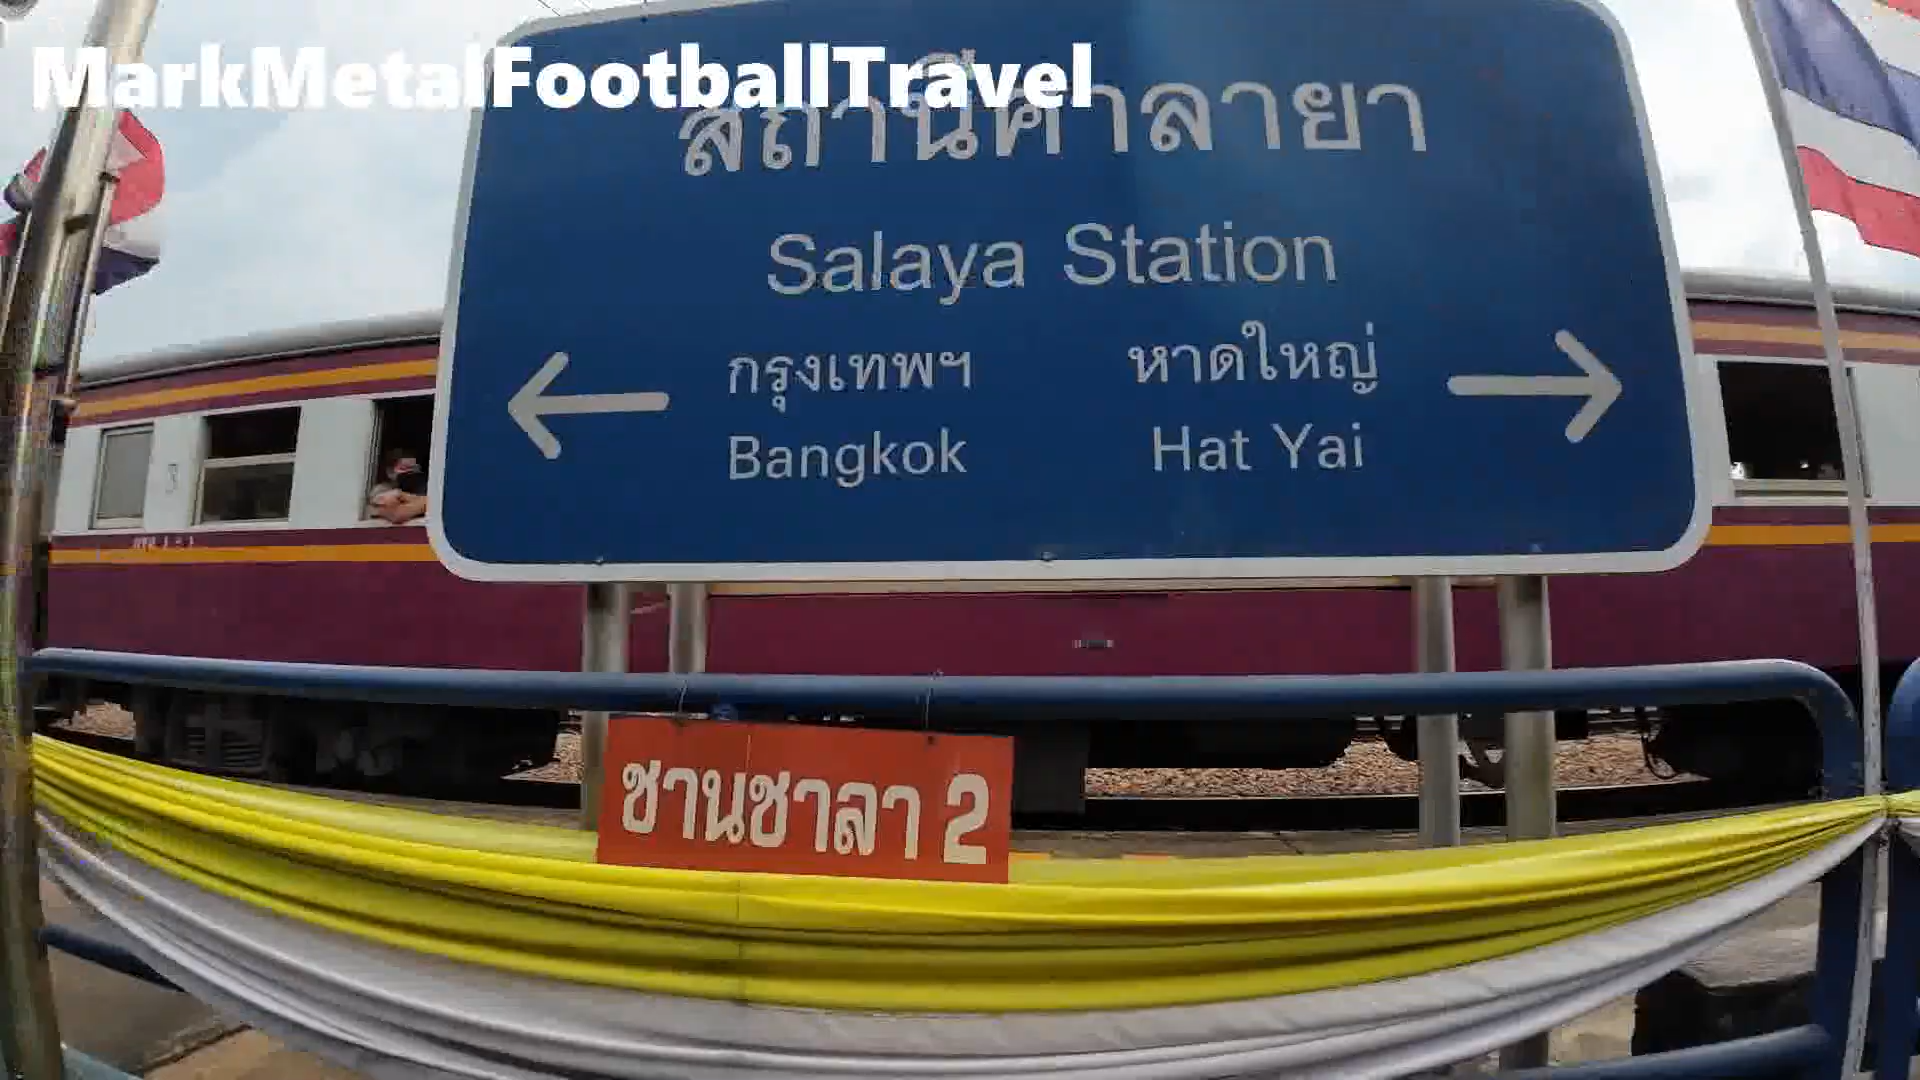 MarkMetalFootballTravel
สถานีศาลายา
Salaya Station
กรุงเทพฯ
Bangkok
หาดใหญ่
Hat Yai
ชานชาลา 2